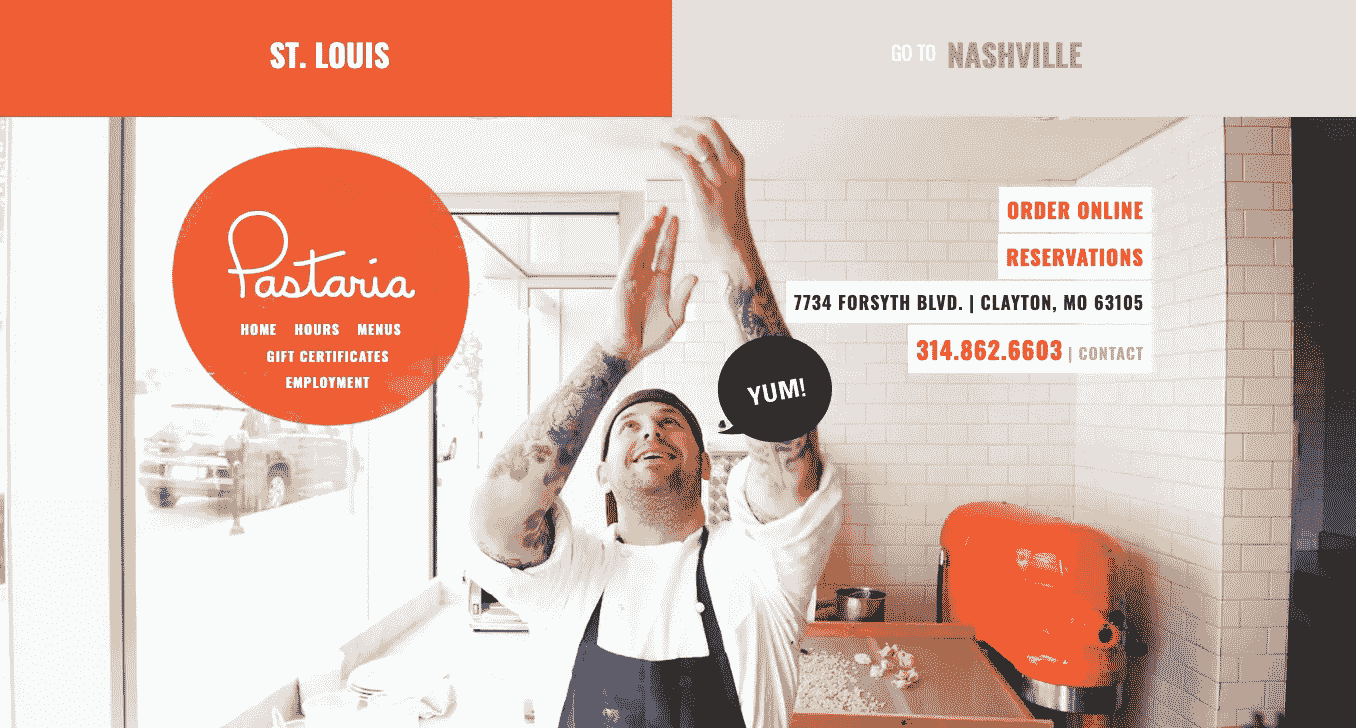 ST. LOUIS
GO TO NASHVILLE
Pastaria
HOME HOURS MENUS
GIFT CERTIFICATES
EMPLOYMENT
ORDER ONLINE
RESERVATIONS
7734 FORSYTH BLVD. | CLAYTON, MO 63105
314.862.6603 | CONTACT
YUM!